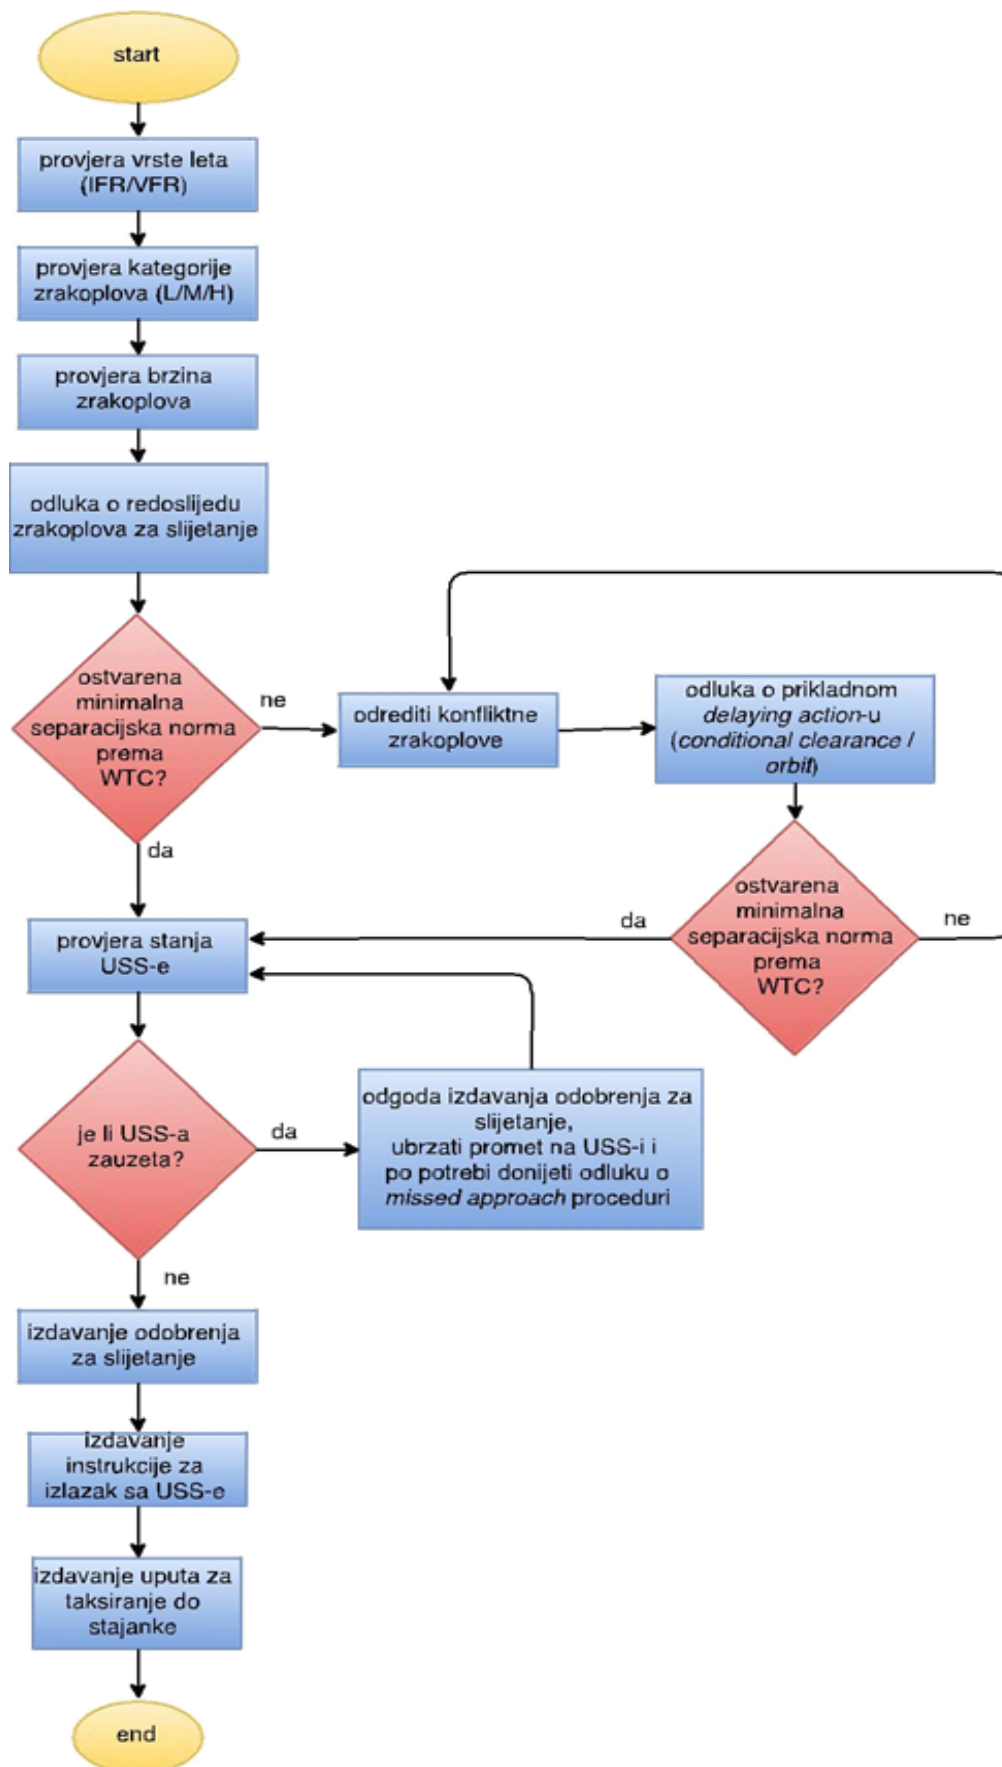 start
provjera vrste leta
(IFR/VFR)
provjera kategorije
zrakoplova (L/M/H)
provjera brzina
zrakoplova
odluka o redoslijedu
zrakoplova za slijetanje
ostvarena
minimalna
separacijska norma
prema
WTC?
ne
odrediti konfliktne
zrakoplove
odluka o prikladnom
delaying action-u
(conditional clearance /
orbit)
da
ostvarena
minimalna
separacijska norma
prema
WTC?
da
ne
provjera stanja
USS-e
je li USS-a
zauzeta?
da
odgoda izdavanja odobrenja za
slijetanje,
ubrzati promet na USS-i i
po potrebi donijeti odluku o
missed approach proceduri
ne
izdavanje odobrenja
za slijetanje
izdavanje
instrukcije za
izlazak sa USS-e
izdavanje uputa za
taksiranje do
stajanke
end